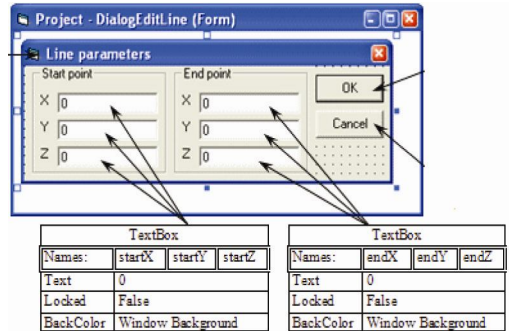 Project - DialogEditLine (Form)
Line parameters
Start point
End point
X 0
Y 0
Z 0
X 0
Y 0
Z 0
OK
Cancel
TextBox
Names: startX startY startZ
Text 0
Locked False
BackColor Window Background
TextBox
Names: endX endY endZ
Text 0
Locked False
BackColor Window Background